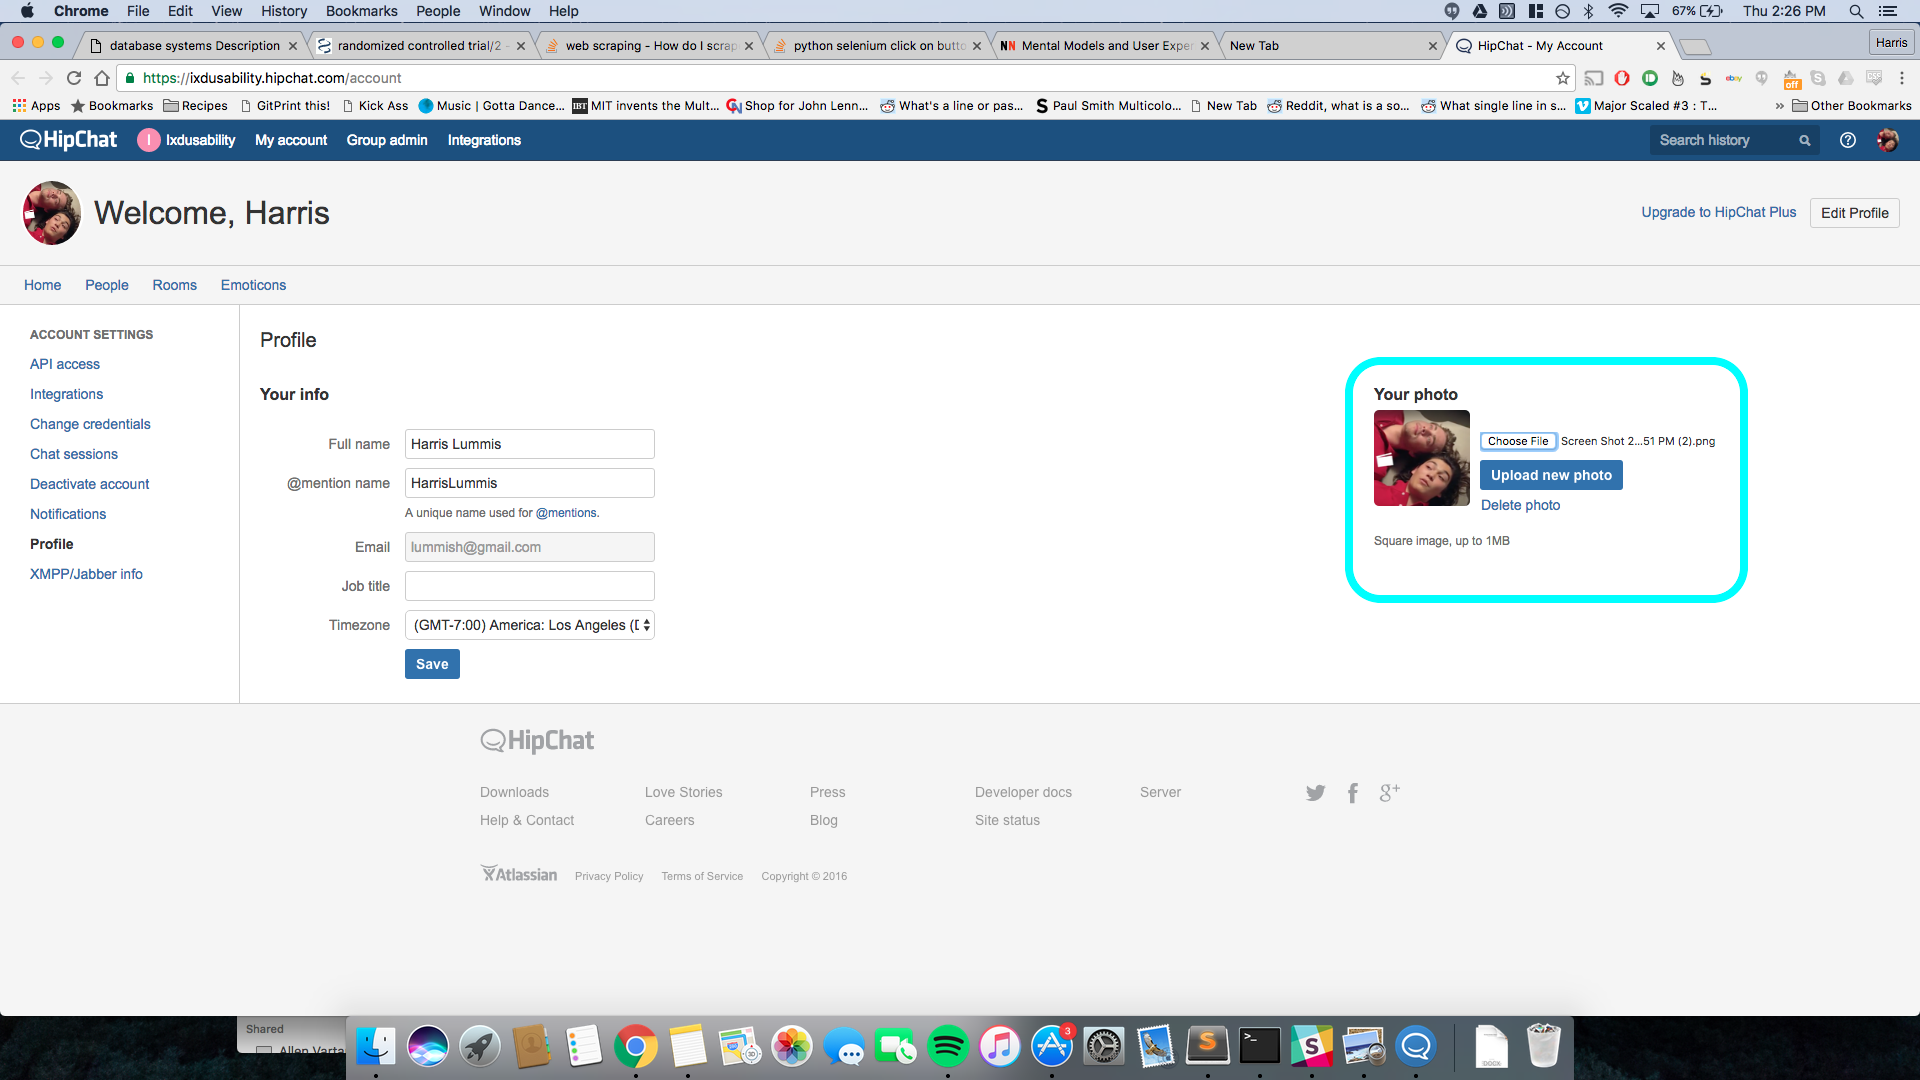 Chrome File Edit View History Bookmarks People Window Help 67% Thu 2:26 PM
database systems Description randomized controlled trial/2 - web scraping - How do I scrap python selenium click on butto NN Mental Models and User Exper New Tab HipChat - My Account Harris
https://ixdusability.hipchat.com/account ebay off
Apps Bookmarks Recipes GitPrint this! Kick Ass Music | Gotta Dance... IBT MIT invents the Mult... Shop for John Lenn... What's a line or pas... S Paul Smith Multicolo... New Tab Reddit, what is a so... What single line in s... Major Scaled #3 : T... » Other Bookmarks
HipChat I Ixdusability My account Group admin Integrations Search history
Welcome, Harris
Upgrade to HipChat Plus Edit Profile
Home People Rooms Emoticons
ACCOUNT SETTINGS
API access
Integrations
Change credentials
Chat sessions
Deactivate account
Notifications
Profile
XMPP/Jabber info
Profile
Your info
Full name Harris Lummis
@mention name HarrisLummis
A unique name used for @mentions.
Email lummish@gmail.com
Job title
Timezone (GMT-7:00) America: Los Angeles (D
Save
Your photo
Choose File Screen Shot 2...51 PM (2).png
Upload new photo
Delete photo
Square image, up to 1MB
HipChat
Downloads Love Stories Press Developer docs Server
Help & Contact Careers Blog Site status
Atlassian Privacy Policy Terms of Service Copyright © 2016
Shared
Allen Varta
3
DOCX